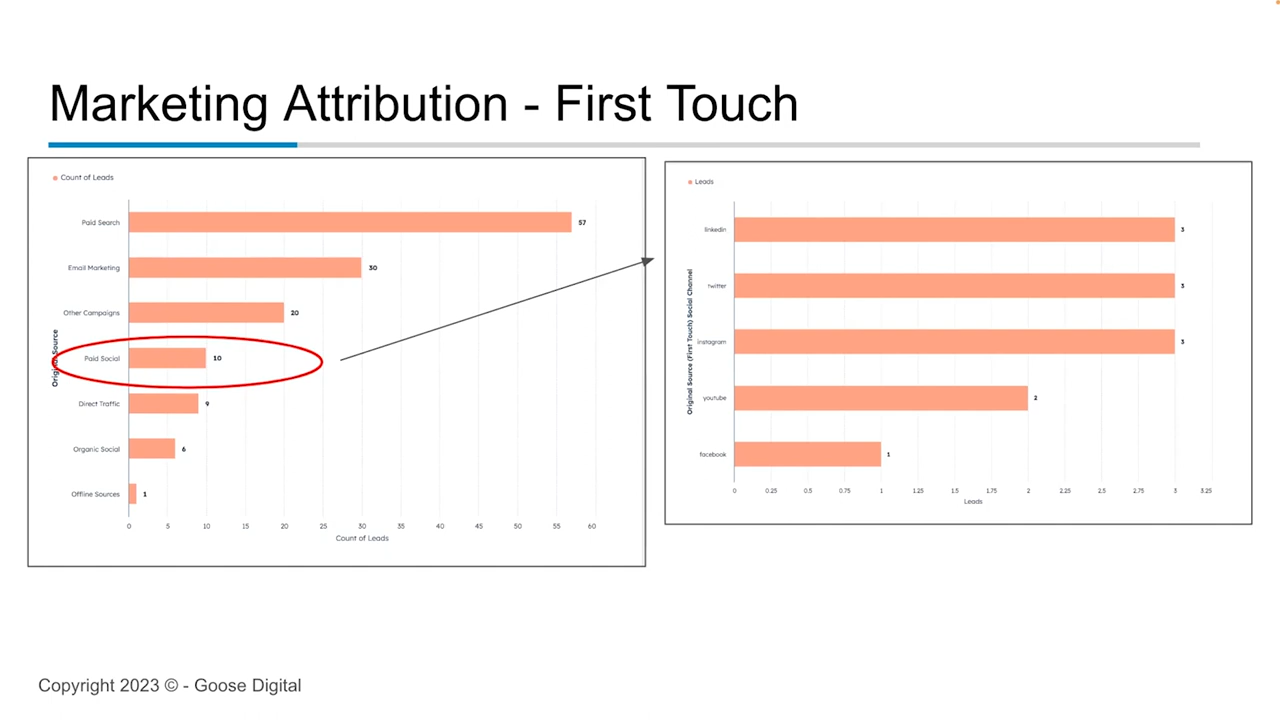 Marketing Attribution - First Touch
Count of Leads
Paid Search 57
Email Marketing 30
Other Campaigns 20
Original Source
Paid Social 10
Direct Traffic 9
Organic Social 6
Offline Sources 1
0 5 10 15 20 25 30 35 40 45 50 55 60
Count of Leads
Leads
Original Source (First Touch) Social Channel
linkedin 3
twitter 3
instagram 3
youtube 2
facebook 1
0 0.25 0.5 0.75 1 1.25 1.5 1.75 2 2.25 2.5 2.75 3 3.25
Leads
Copyright 2023 © - Goose Digital